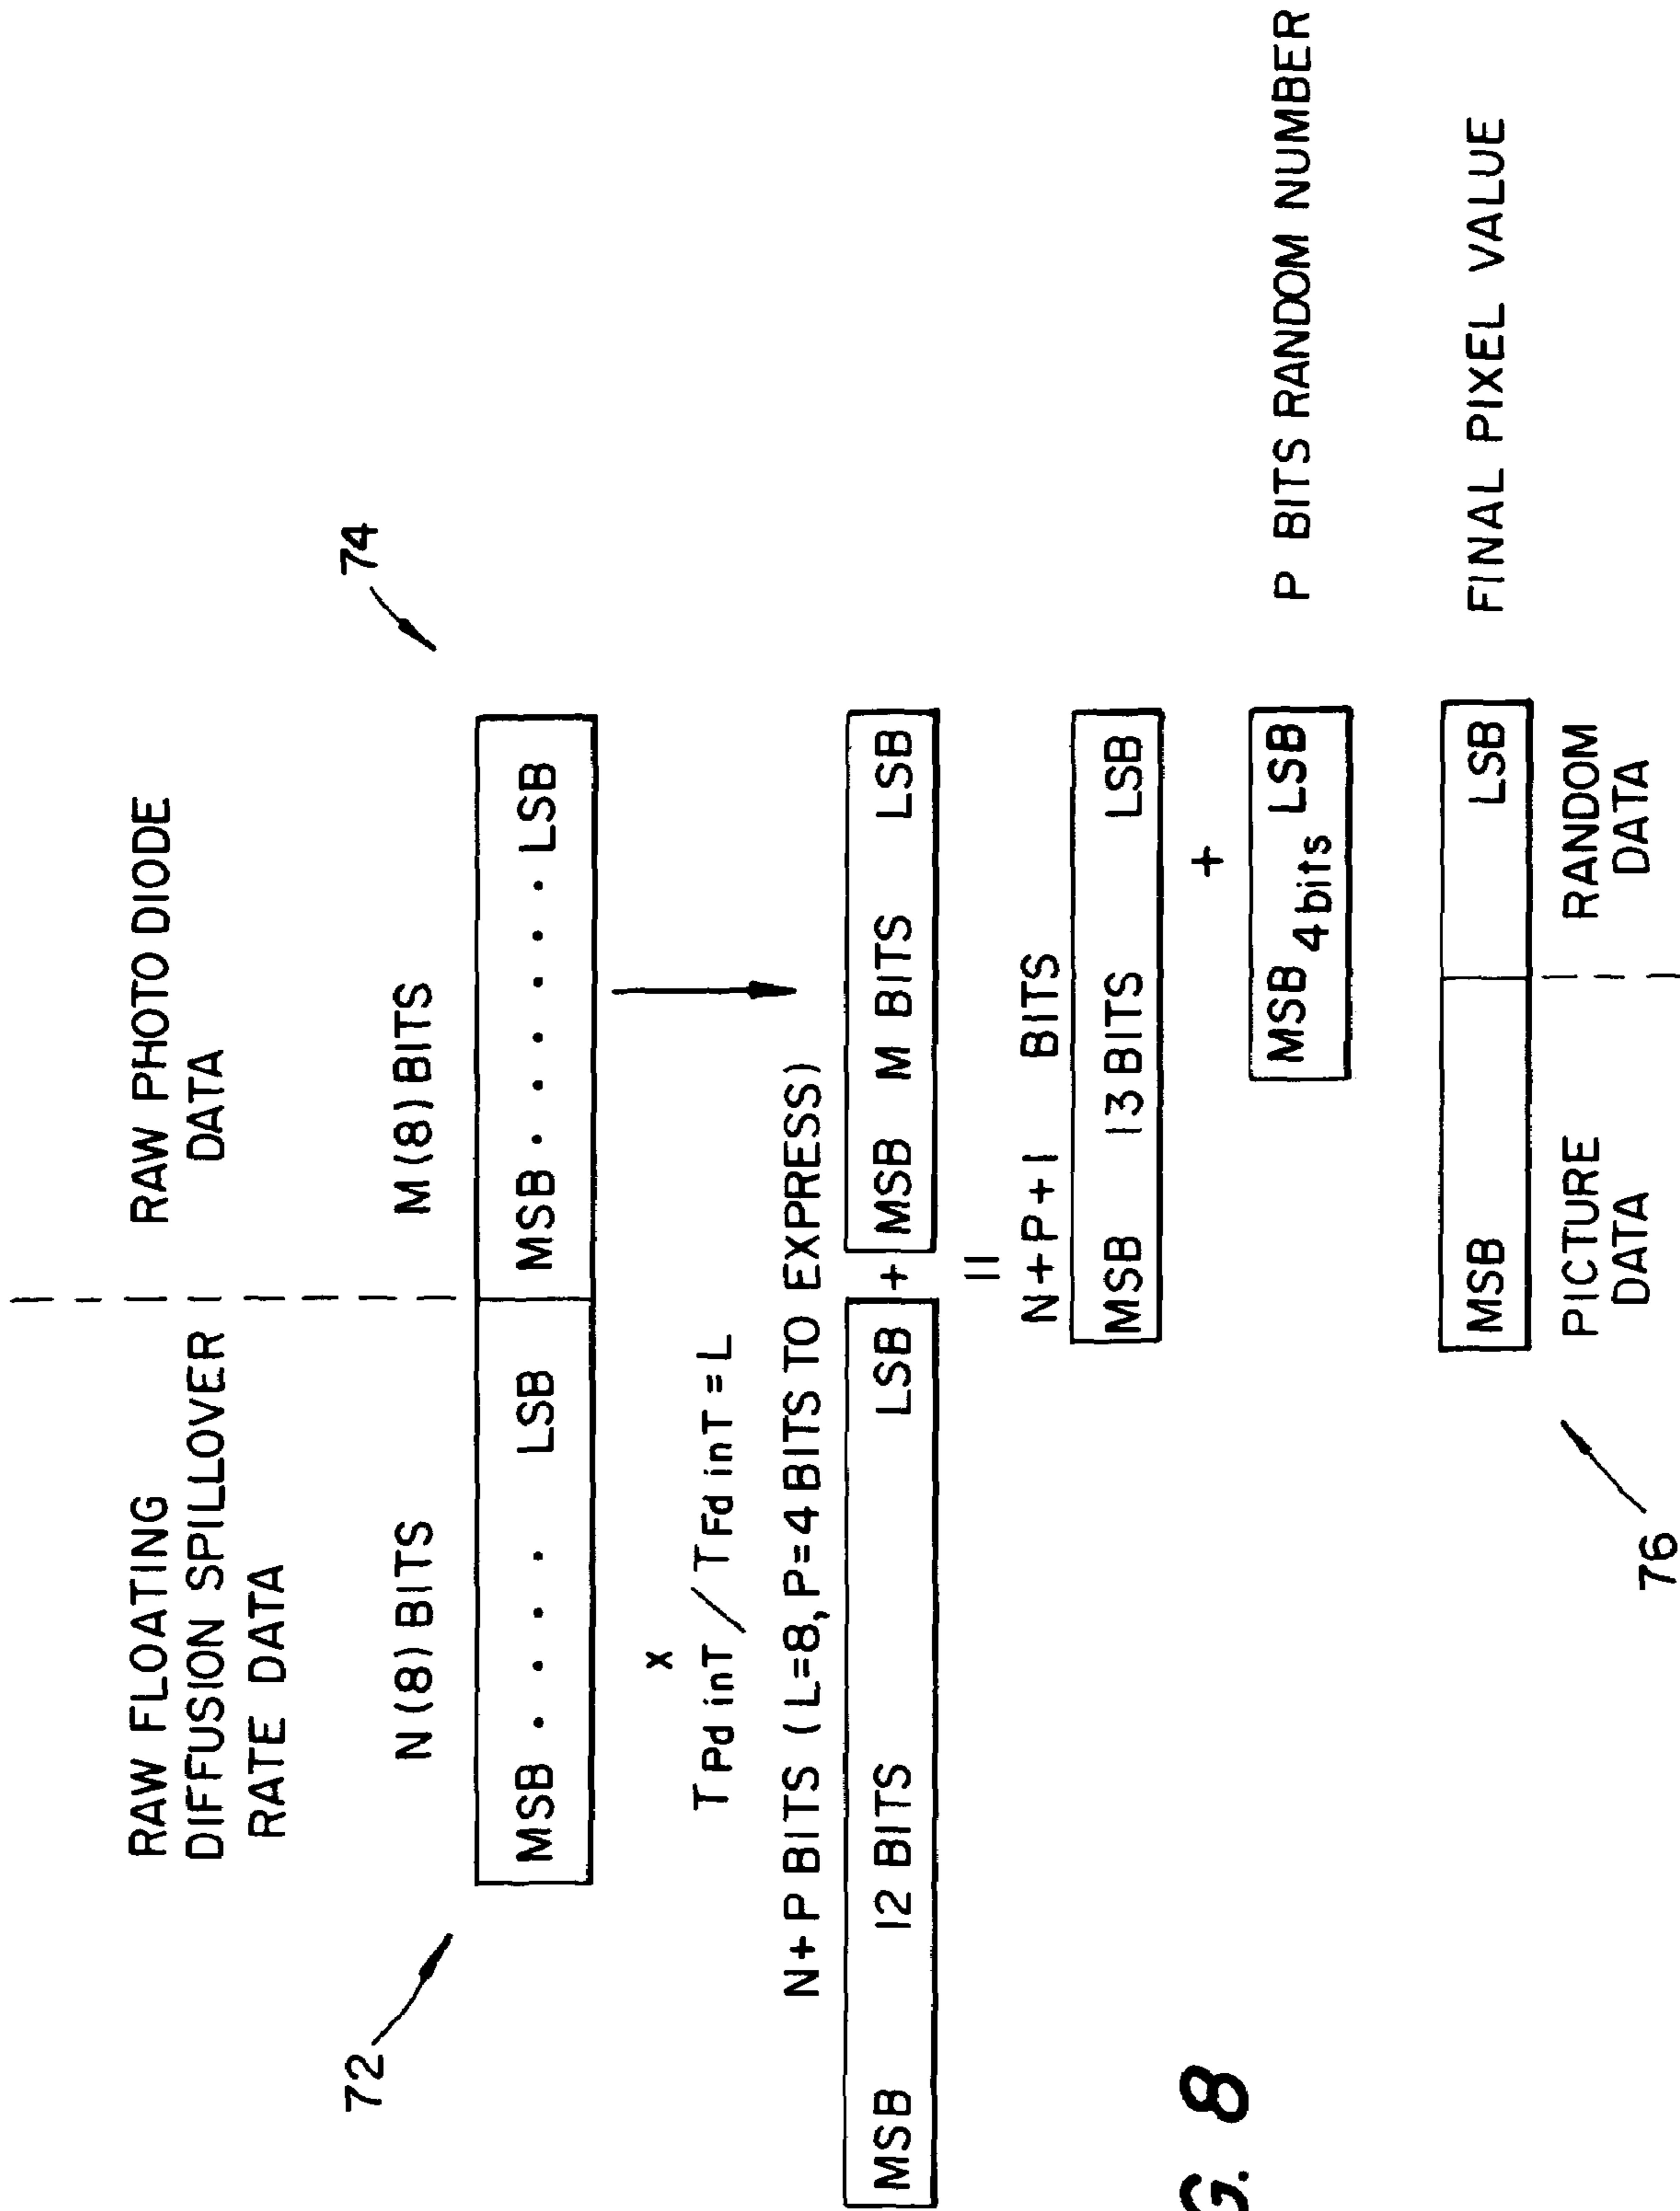 RAW FLOATING
DIFFUSION SPILLOVER
RATE DATA
RAW PHOTO DIODE
DATA
N(8) BITS
M(8) BITS
72
MSB · · · · LSB
MSB · · · · · · LSB
74
x
TPd inT / TFd inT = L
N+P BITS (L=8, P=4 BITS TO EXPRESS)
MSB 12 BITS LSB + MSB M BITS LSB
=
N+P+1 BITS
MSB 13 BITS LSB
+
MSB 4 bits LSB
P BITS RANDOM NUMBER
MSB LSB
FINAL PIXEL VALUE
PICTURE
DATA
RANDOM
DATA
76
G. 8